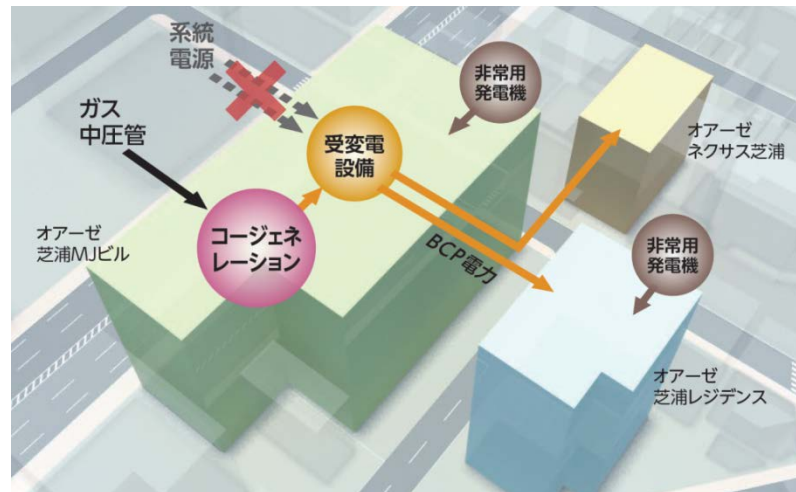 系統
電源
非常用
発電機
ガス
中圧管
受変電
設備
オアーゼ
ネクサス芝浦
オアーゼ
芝浦MJビル
コージェネ
レーション
BCP電力
非常用
発電機
オアーゼ
芝浦レジデンス